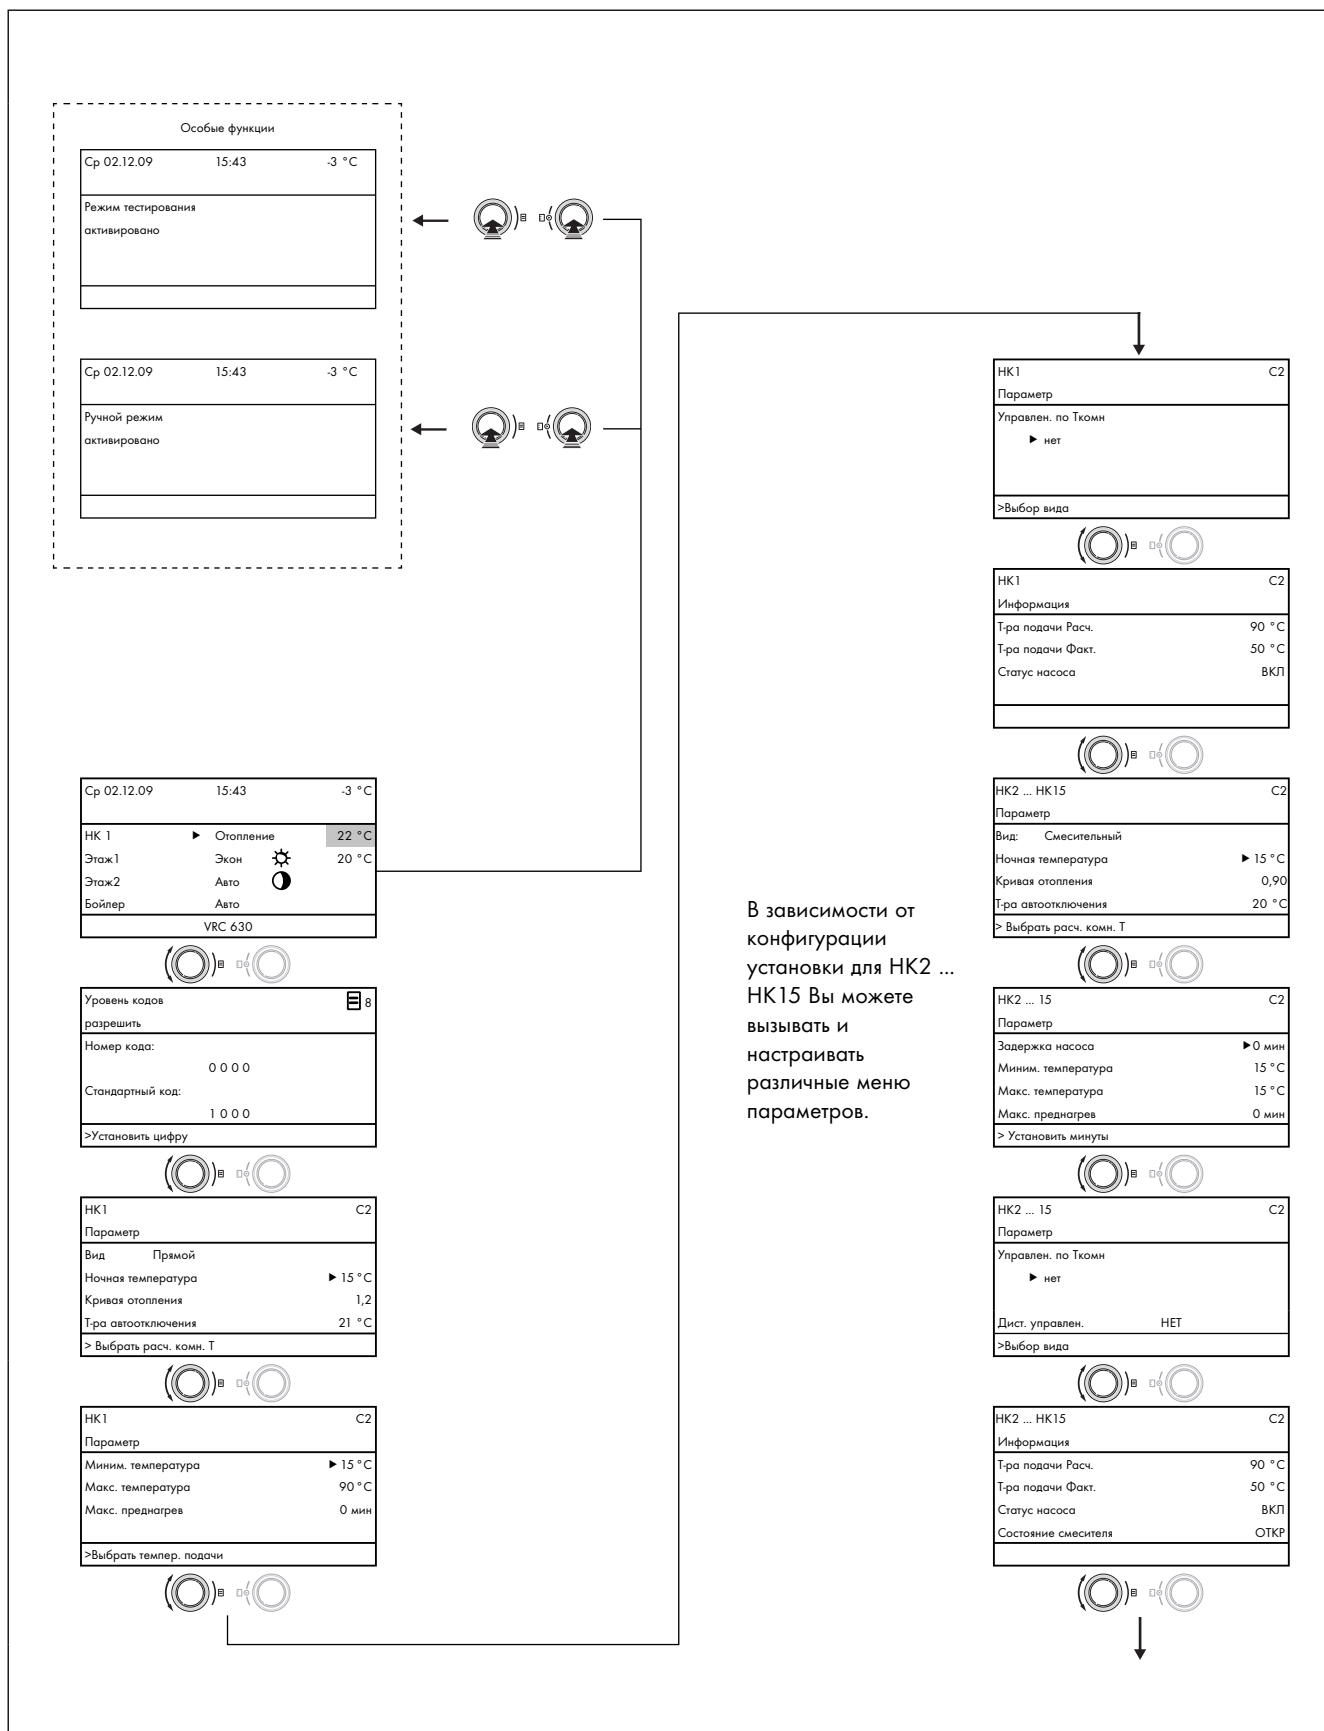 Особые функции
Ср 02.12.09 15:43 -3 °C
Режим тестирования
активировано
Ср 02.12.09 15:43 -3 °C
Ручной режим
активировано
Ср 02.12.09 15:43 -3 °C
НК 1 ▶ Отопление 22 °C
Этаж1 Экон 20 °C
Этаж2 Авто
Бойлер Авто
VRC 630
Уровень кодов 8
разрешить
Номер кода:
0 0 0 0
Стандартный код:
1 0 0 0
>Установить цифру
НК1 C2
Параметр
Вид Прямой
Ночная температура ▶ 15 °C
Кривая отопления 1,2
Т-ра автоотключения 21 °C
> Выбрать расч. комн. Т
НК1 C2
Параметр
Миним. температура ▶ 15 °C
Макс. температура 90 °C
Макс. преднагрев 0 мин
>Выбрать темпер. подачи
В зависимости от
конфигурации
установки для НК2 ...
НК15 Вы можете
вызывать и
настраивать
различные меню
параметров.
НК1 C2
Параметр
Управлен. по Ткомн
▶ нет
>Выбор вида
НК1 C2
Информация
Т-ра подачи Расч. 90 °C
Т-ра подачи Факт. 50 °C
Статус насоса ВКЛ
НК2 ... НК15 C2
Параметр
Вид: Смесительный
Ночная температура ▶ 15 °C
Кривая отопления 0,90
Т-ра автоотключения 20 °C
> Выбрать расч. комн. Т
НК2 ... 15 C2
Параметр
Задержка насоса ▶0 мин
Миним. температура 15 °C
Макс. температура 15 °C
Макс. преднагрев 0 мин
> Установить минуты
НК2 ... 15 C2
Параметр
Управлен. по Ткомн
▶ нет
Дист. управлен. НЕТ
>Выбор вида
НК2 ... НК15 C2
Информация
Т-ра подачи Расч. 90 °C
Т-ра подачи Факт. 50 °C
Статус насоса ВКЛ
Состояние смесителя ОТКР